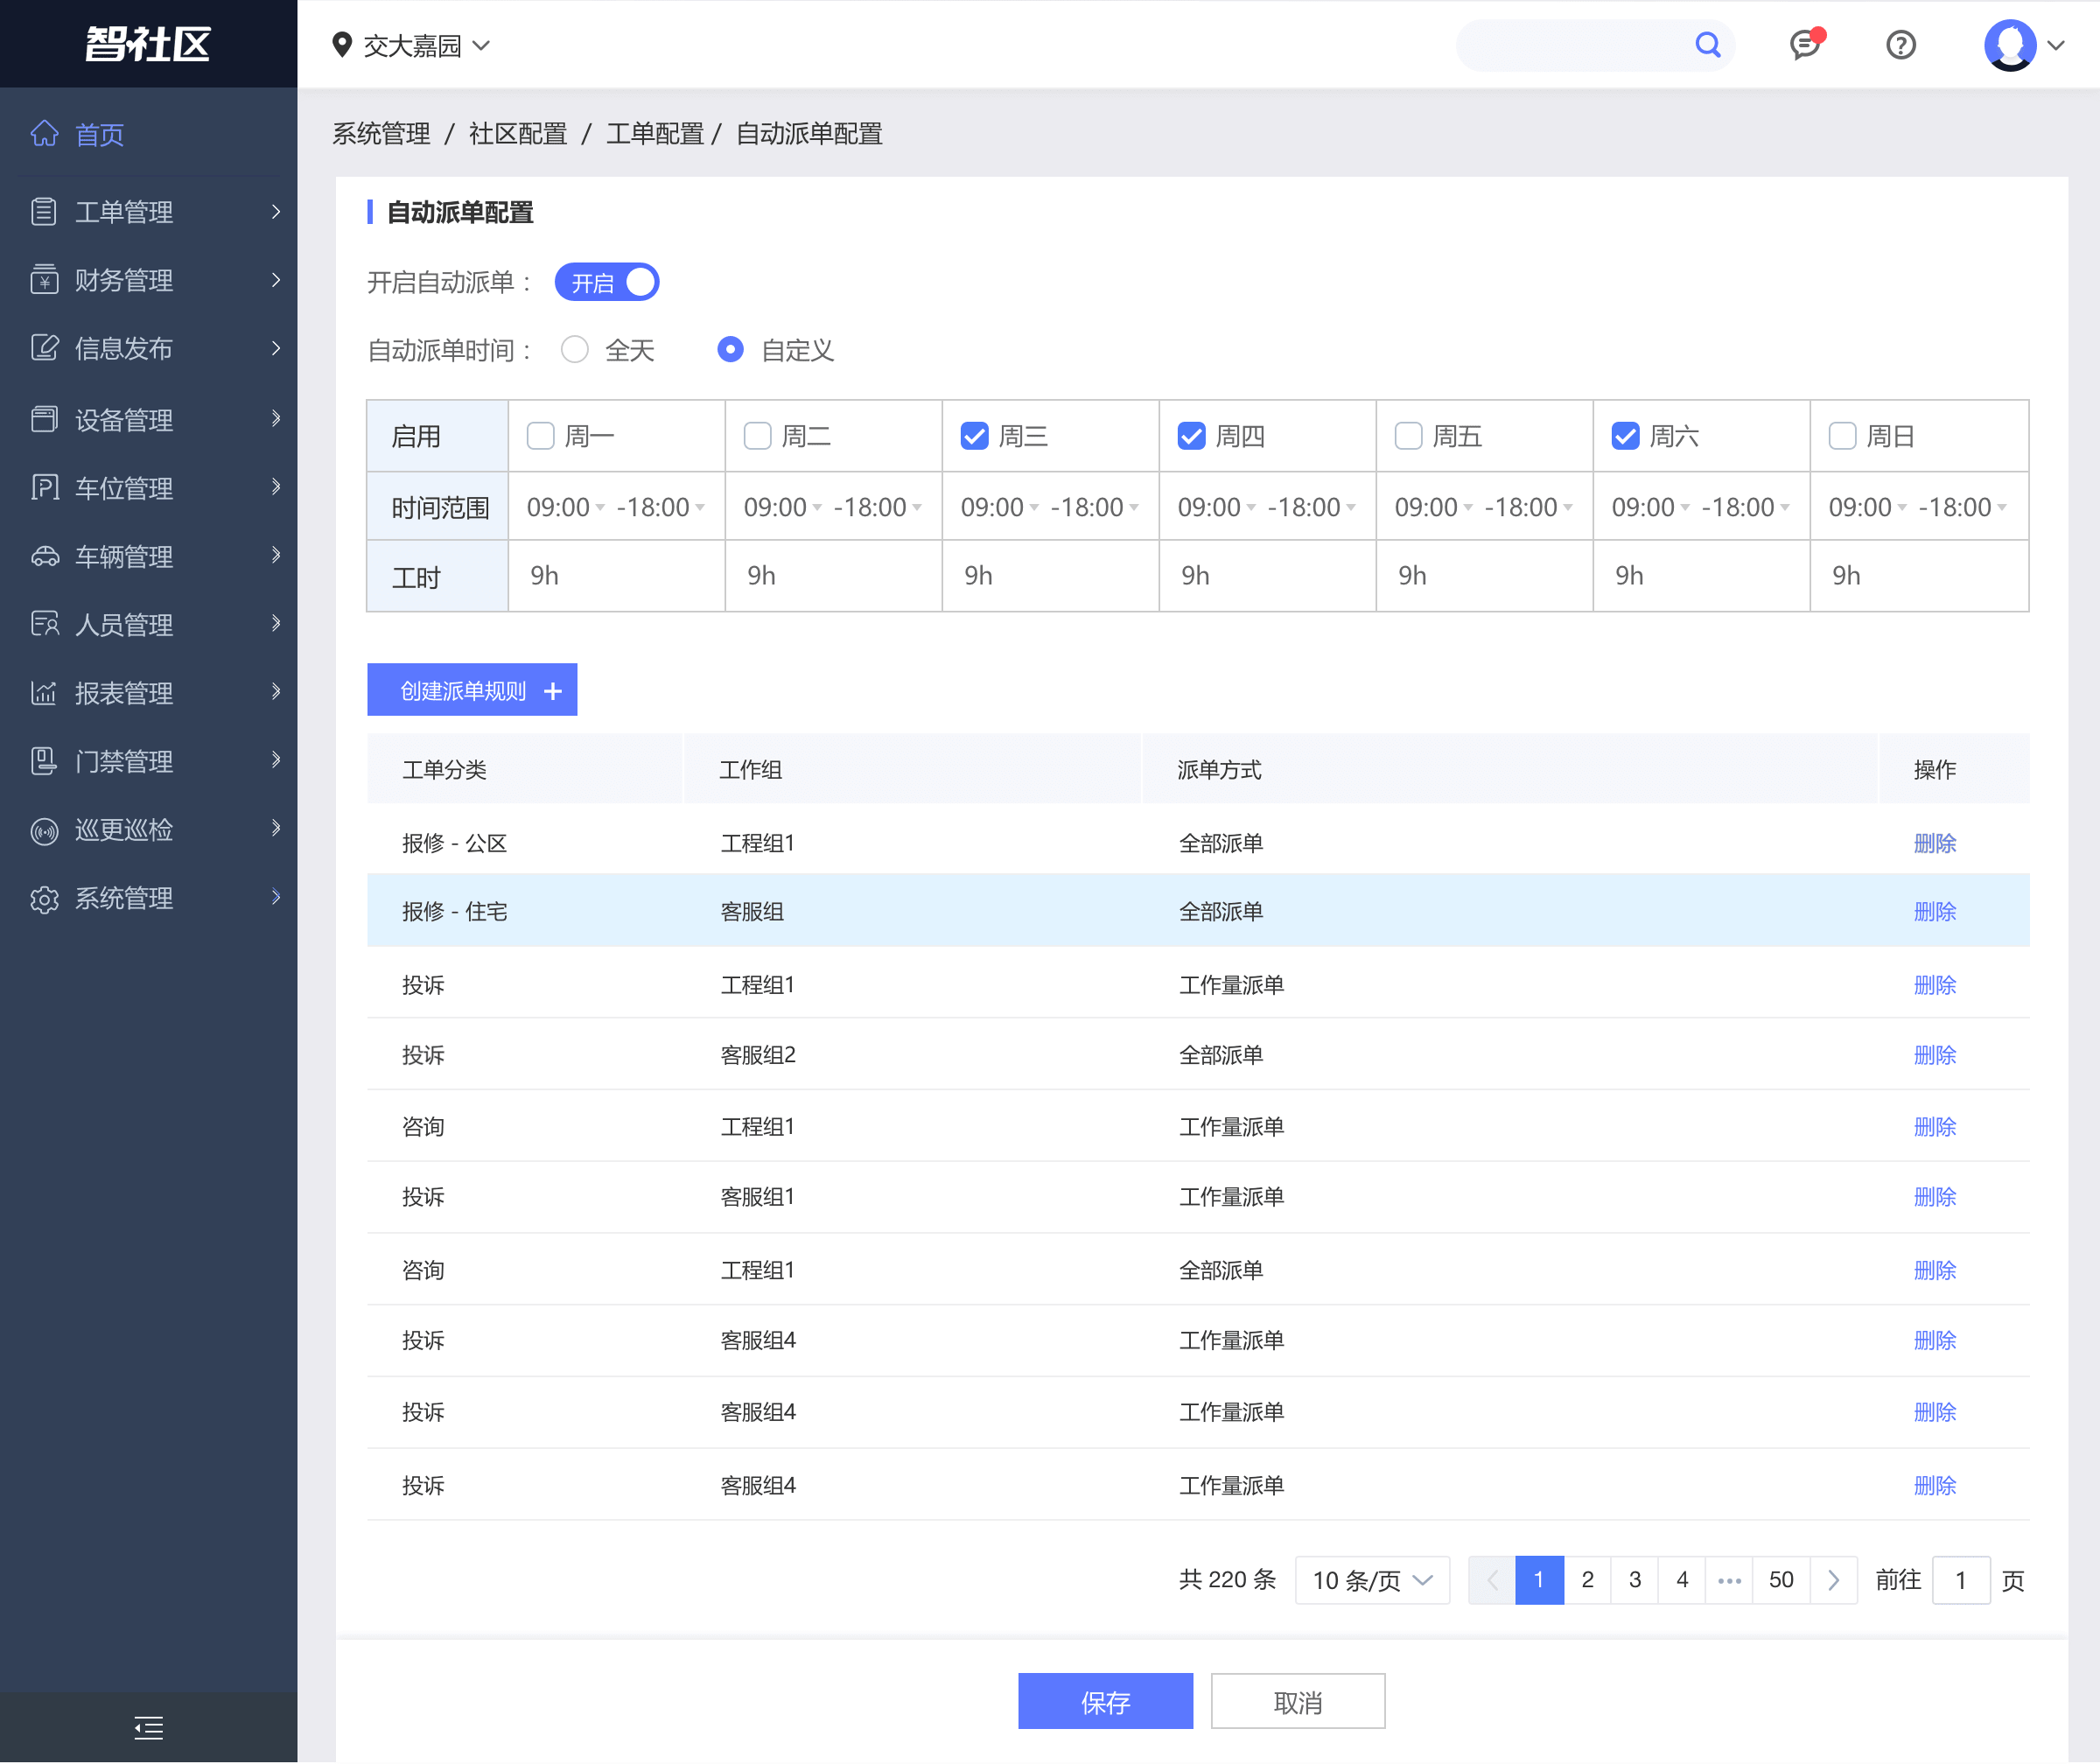 智社区
交大嘉园
首页
工单管理
财务管理
信息发布
设备管理
车位管理
车辆管理
人员管理
报表管理
门禁管理
巡更巡检
系统管理
系统管理 / 社区配置 / 工单配置 / 自动派单配置
自动派单配置
开启自动派单： 开启
自动派单时间： 全天 自定义
启用 周一 周二 周三 周四 周五 周六 周日
时间范围 09:00 -18:00 09:00 -18:00 09:00 -18:00 09:00 -18:00 09:00 -18:00 09:00 -18:00 09:00 -18:00
工时 9h 9h 9h 9h 9h 9h 9h
创建派单规则 +
工单分类 工作组 派单方式 操作
报修 - 公区 工程组1 全部派单 删除
报修 - 住宅 客服组 全部派单 删除
投诉 工程组1 工作量派单 删除
投诉 客服组2 全部派单 删除
咨询 工程组1 工作量派单 删除
投诉 客服组1 工作量派单 删除
咨询 工程组1 全部派单 删除
投诉 客服组4 工作量派单 删除
投诉 客服组4 工作量派单 删除
投诉 客服组4 工作量派单 删除
共 220 条 10 条/页 1 2 3 4 ••• 50 前往 1 页
保存 取消